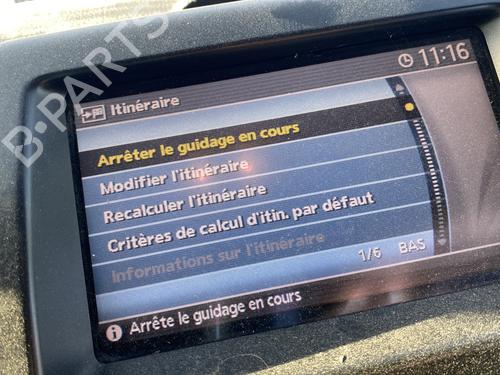 B-PARTS
11:16
Itinéraire
Arrêter le guidage en cours
Modifier l'itinéraire
Recalculer l'itinéraire
Critères de calcul d'itin. par défaut
Informations sur l'itinéraire
1/6 BAS
Arrête le guidage en cours